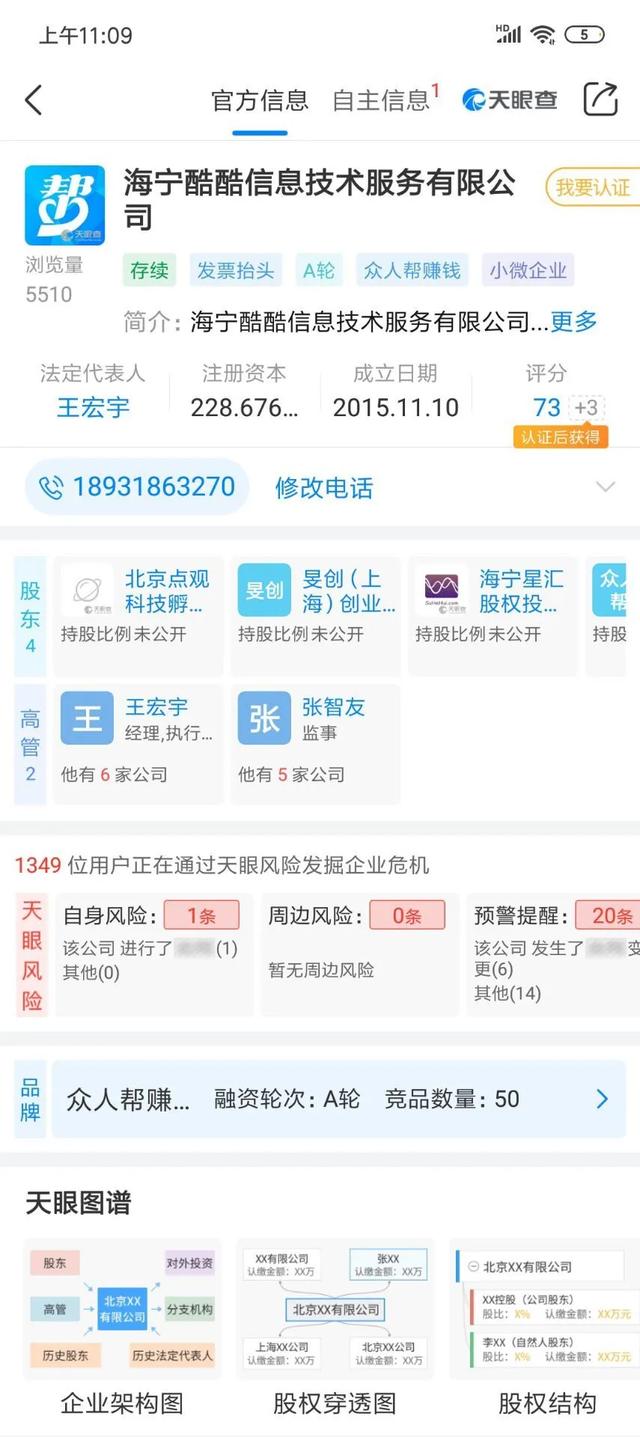 上午11:09
HD
5
官方信息 自主信息 1 天眼查
帮
天眼查
海宁酷酷信息技术服务有限公
司
我要认证
浏览量
5510
存续 发票抬头 A轮 众人帮赚钱 小微企业
简介：海宁酷酷信息技术服务有限公司...更多
法定代表人 注册资本 成立日期 评分
王宏宇 228.676... 2015.11.10 73 +3
认证后获得
18931863270 修改电话
股东4
北京点观
科技孵...
天眼查
持股比例 未公开
旻创
旻创（上
海）创业...
持股比例 未公开
海宁星汇
股权投...
天眼查
持股比例 未公开
众人
帮
持股
高管2
王
王宏宇
经理,执行...
他有 6 家公司
张
张智友
监事
他有 5 家公司
1349 位用户正在通过天眼风险发掘企业危机
天眼风险
自身风险： 1条
该公司 进行了 (1)
其他(0)
周边风险： 0条
暂无周边风险
预警提醒： 20条
该公司 发生了 变
更(6)
其他(14)
品牌
众人帮赚... 融资轮次：A轮 竞品数量：50
天眼图谱
股东
高管
历史股东
北京XX
有限公司
对外投资
分支机构
历史法定代表人
企业架构图
XX有限公司
认缴金额：XX万
张XX
认缴金额：XX万
北京XX有限公司
上海XX公司
认缴金额：XX万
北京XX公司
认缴金额：XX万
股权穿透图
北京XX有限公司
XX控股（公司股东）
股比：X% 认缴金额：XX万元
李XX（自然人股东）
股比：X% 认缴金额：XX万元
股权结构